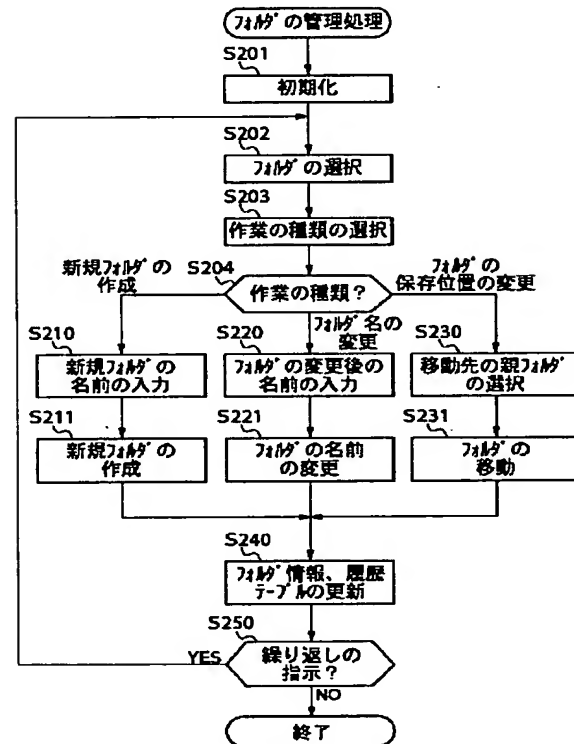 フォルダの管理処理
S201
初期化
S202
フォルダの選択
S203
作業の種類の選択
S204
作業の種類?
新規フォルダの
作成
フォルダ名の
変更
フォルダの
保存位置の変更
S210
新規フォルダの
名前の入力
S220
フォルダの変更後の
名前の入力
S230
移動先の親フォルダ
の選択
S211
新規フォルダの
作成
S221
フォルダの名前
の変更
S231
フォルダの
移動
S240
フォルダ情報、履歴
テーブルの更新
S250
繰り返しの
指示?
YES
NO
終了